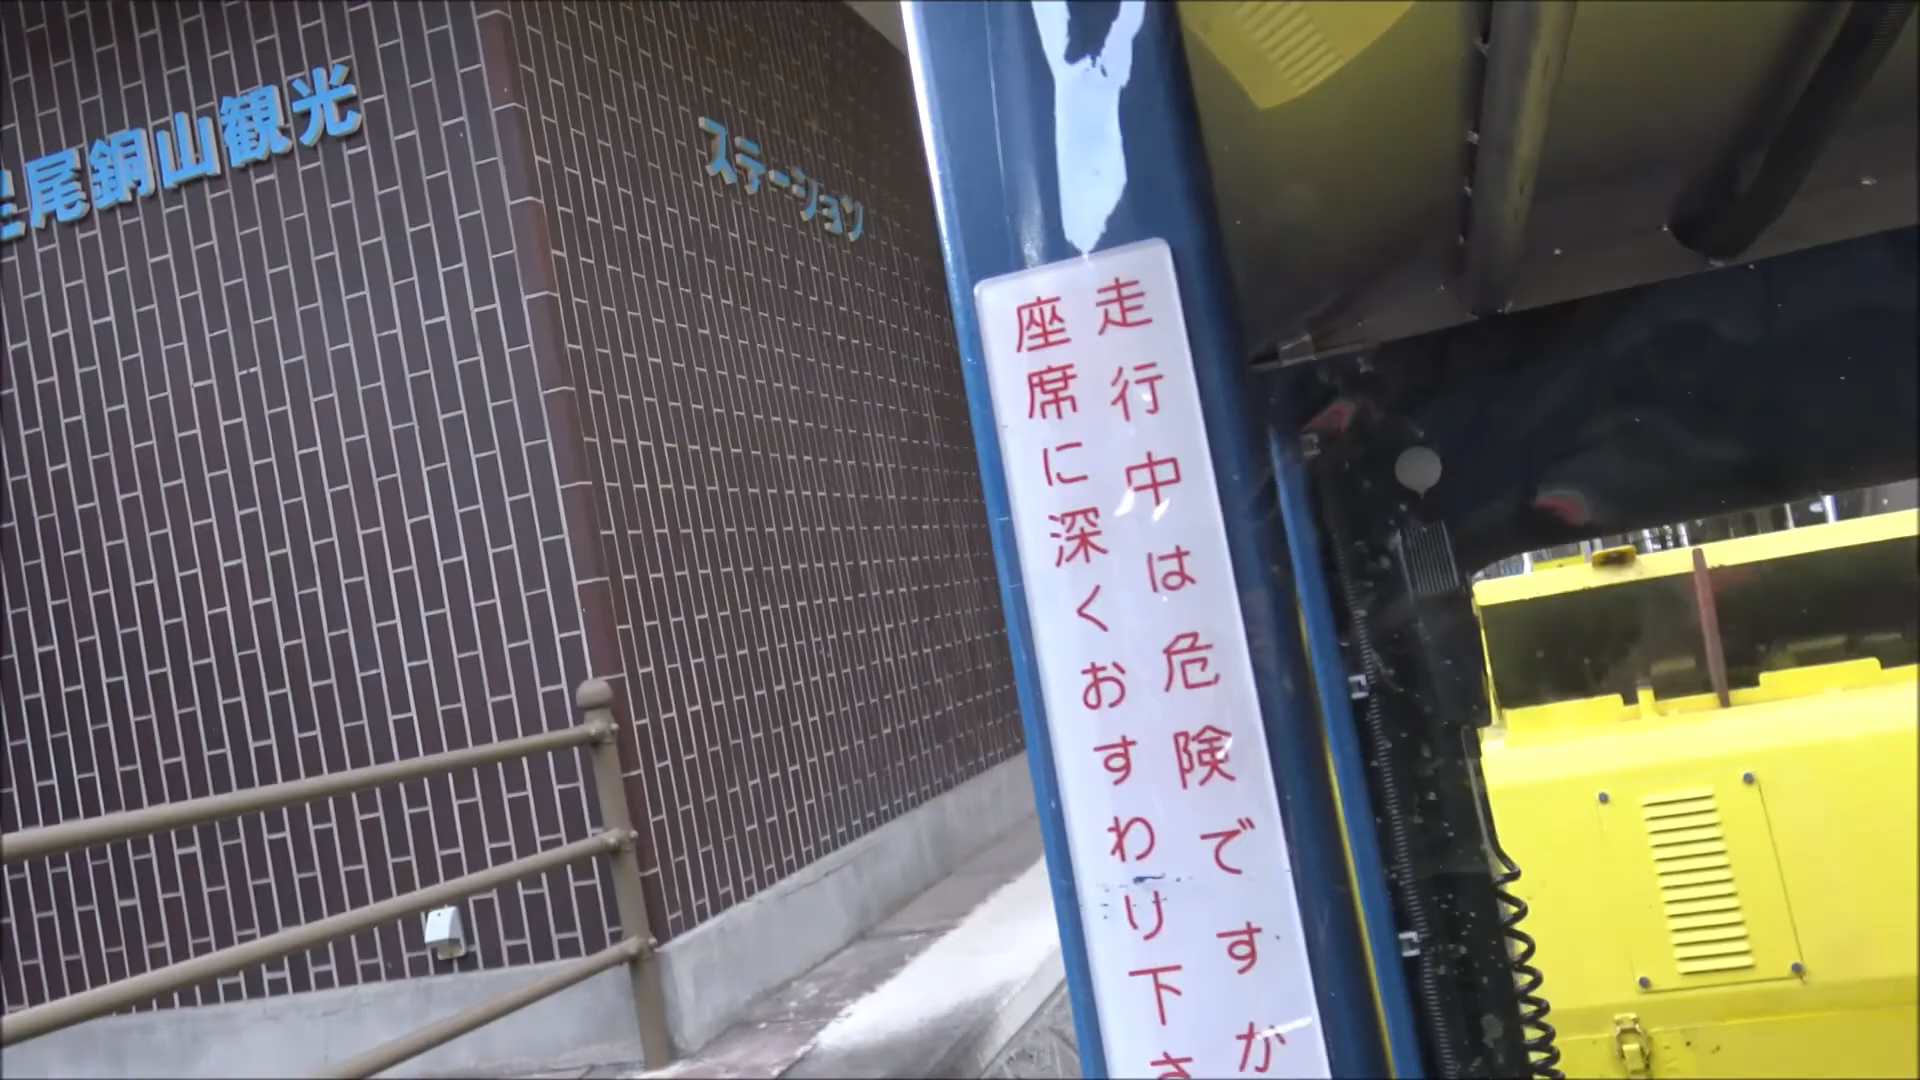 足尾銅山観光
ステーション
走行中は危険ですか
座席に深くおすわり下さ